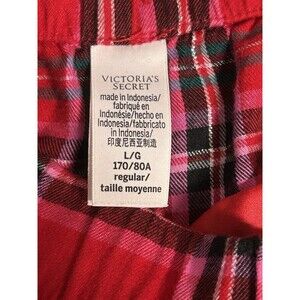 VICTORIA'S
SECRET
made in Indonesia/
fabriqué en
Indonésie/hecho en
Indonesia/fabbricato
in Indonesia/
印度尼西亚制造
L/G
170/80A
regular/
taille moyenne